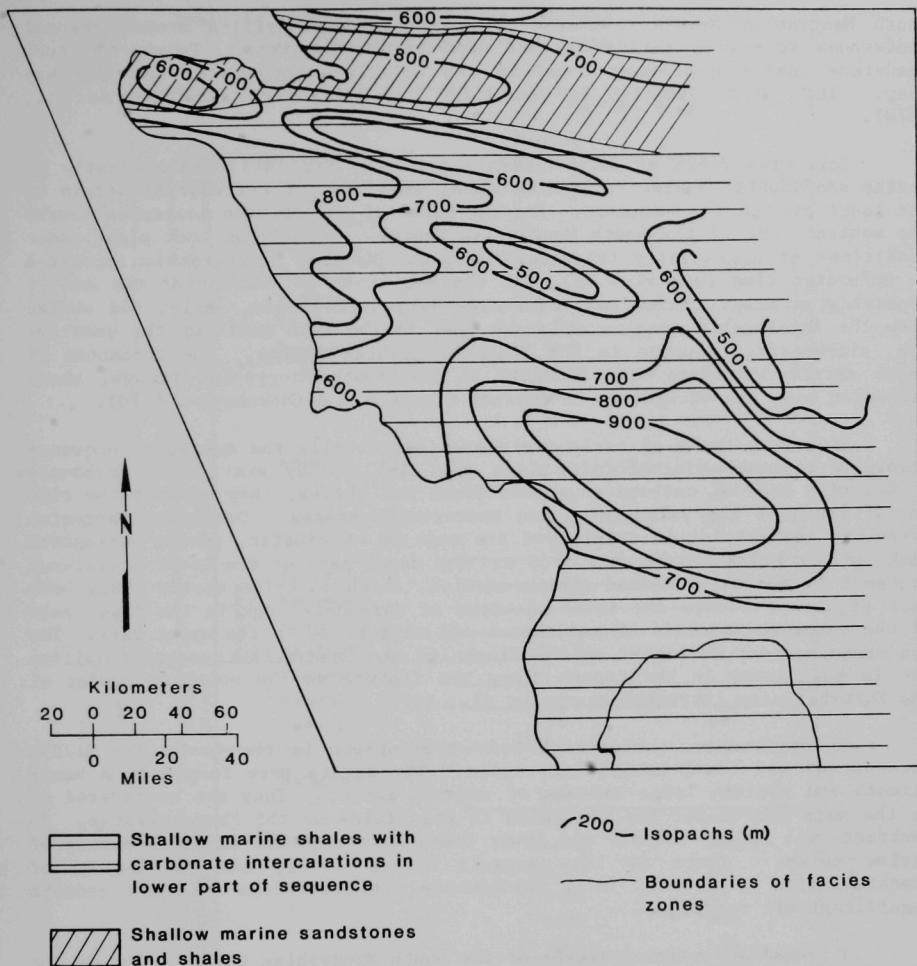 600
800
700
600
700
600
800
700
600
500
600
500
600
700
800
900
700
N
Kilometers
20 0 20 40 60
0 20 40
Miles
Shallow marine shales with
carbonate intercalations in
lower part of sequence
Shallow marine sandstones
and shales
200 Isopachs (m)
Boundaries of facies
zones